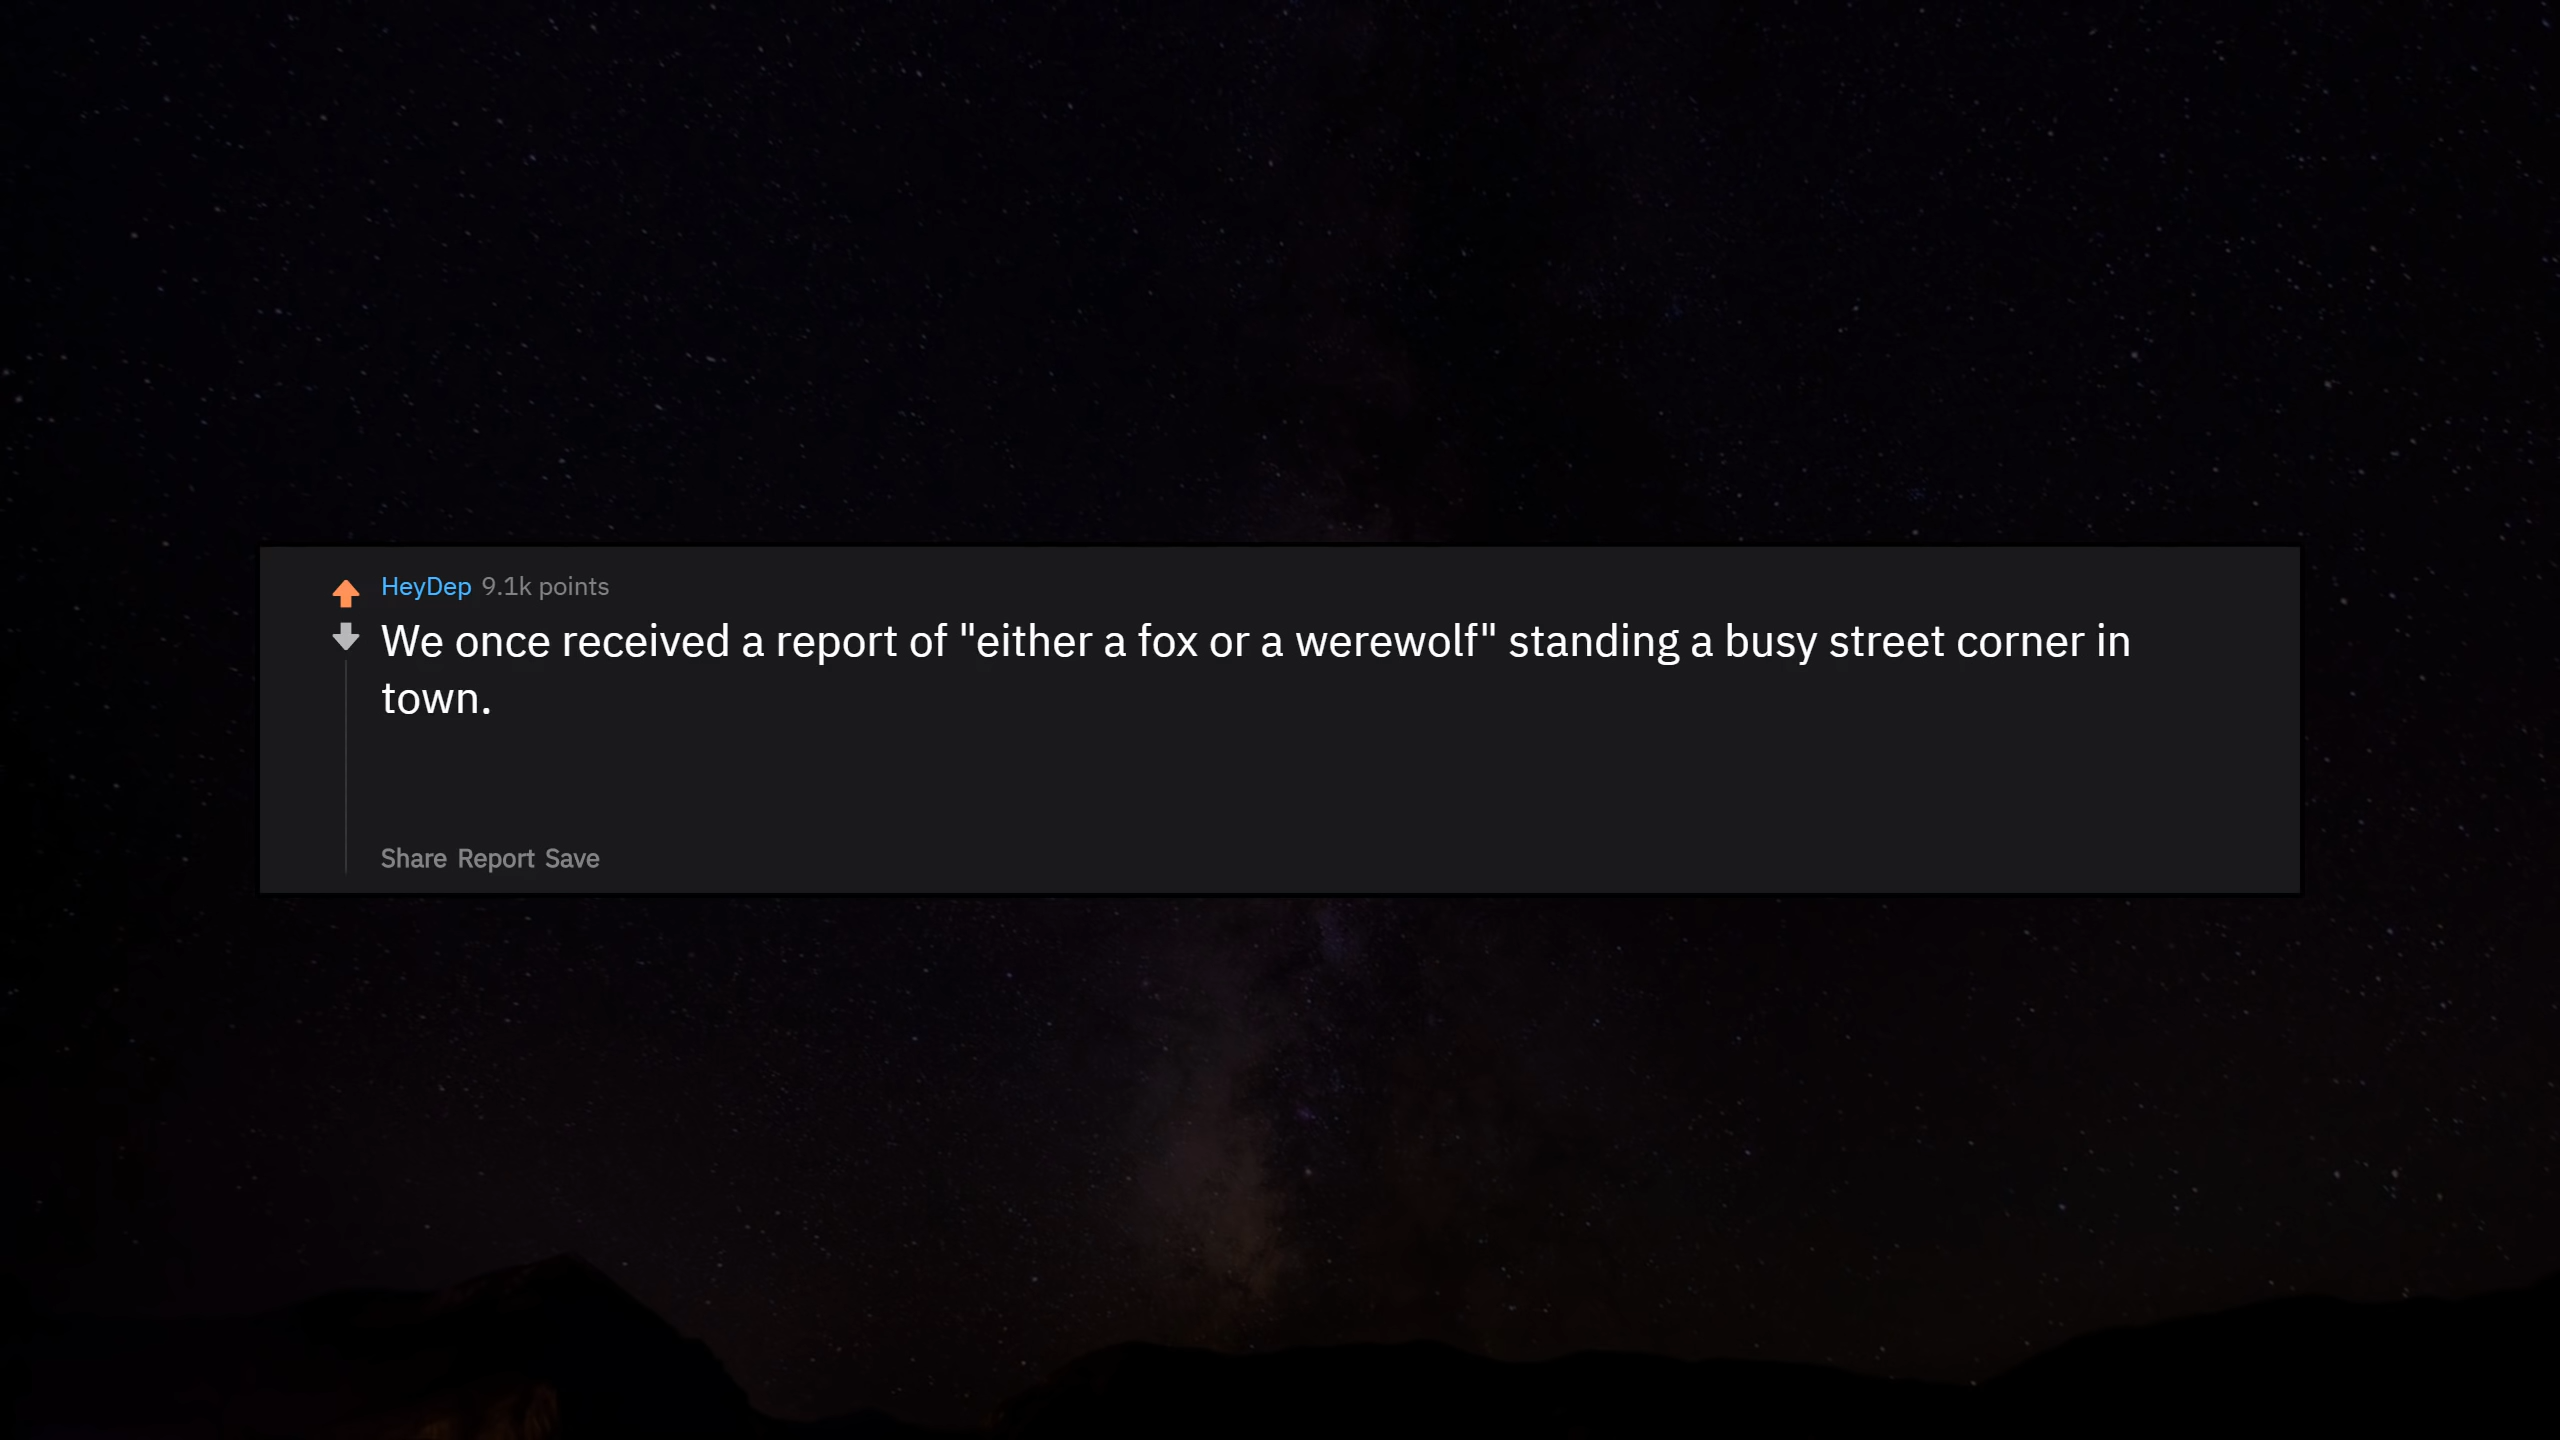 HeyDep 9.1k points
We once received a report of "either a fox or a werewolf" standing a busy street corner in
town.
Share Report Save